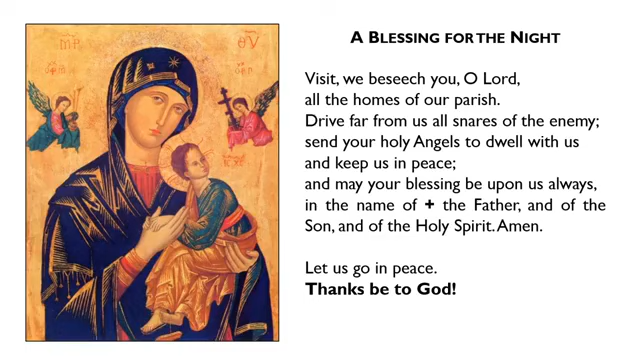 ΜΡ
ΘΥ
A BLESSING FOR THE NIGHT
Visit, we beseech you, O Lord,
all the homes of our parish.
Drive far from us all snares of the enemy;
send your holy Angels to dwell with us
and keep us in peace;
and may your blessing be upon us always,
in the name of + the Father, and of the
Son, and of the Holy Spirit. Amen.
Let us go in peace.
Thanks be to God!